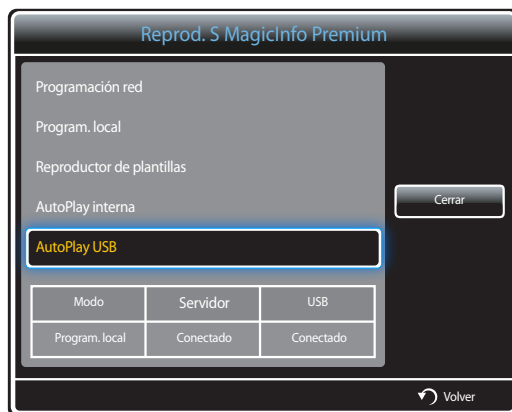 Reprod. S MagicInfo Premium
Programación red
Program. local
Reproductor de plantillas
AutoPlay interna
Cerrar
AutoPlay USB
Modo Servidor USB
Program. local Conectado Conectado
Volver